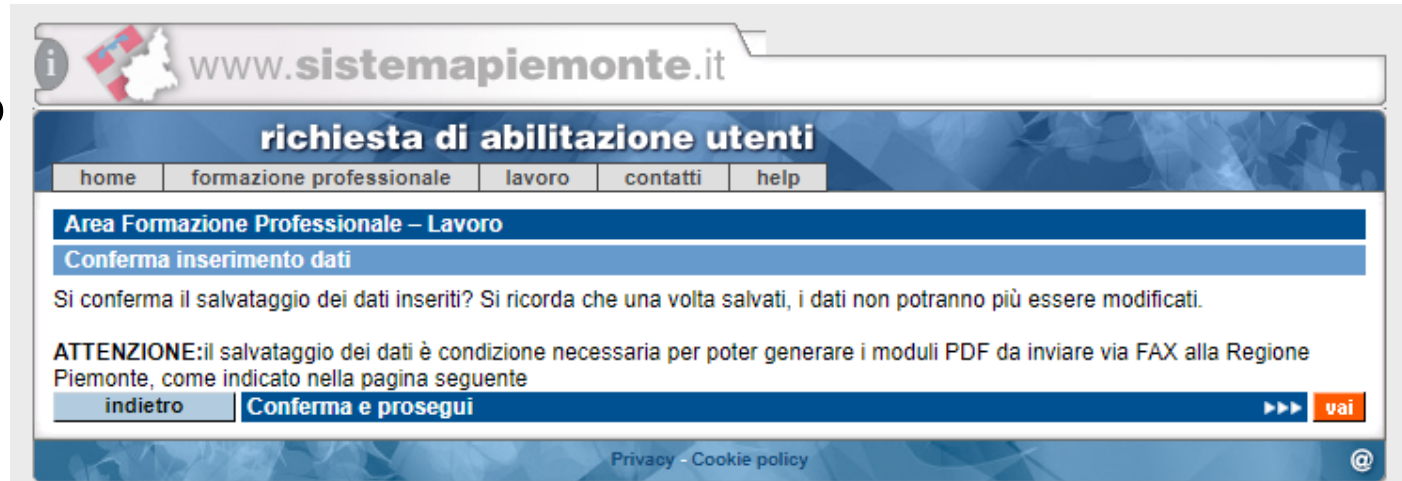 i
www.sistemapiemonte.it
richiesta di abilitazione utenti
home formazione professionale lavoro contatti help
Area Formazione Professionale – Lavoro
Conferma inserimento dati
Si conferma il salvataggio dei dati inseriti? Si ricorda che una volta salvati, i dati non potranno più essere modificati.
ATTENZIONE:il salvataggio dei dati è condizione necessaria per poter generare i moduli PDF da inviare via FAX alla Regione
Piemonte, come indicato nella pagina seguente
indietro Conferma e prosegui vai
Privacy - Cookie policy @